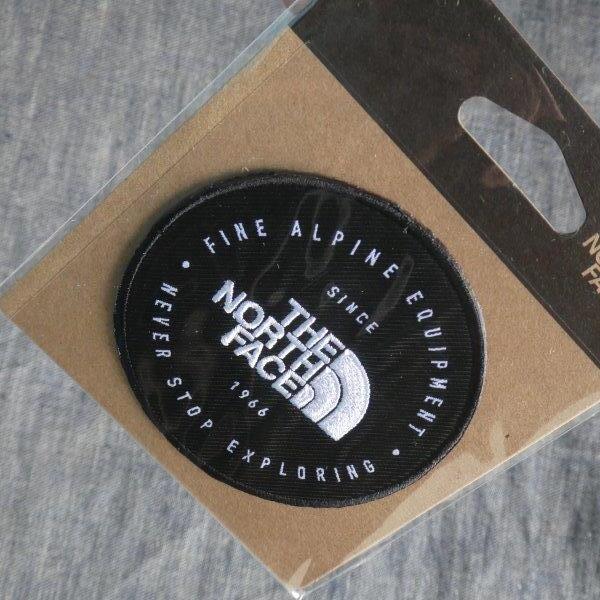 FINE ALPINE EQUIPMENT
SINCE
THE
NORTH
FACE
1966
NEVER STOP EXPLORING